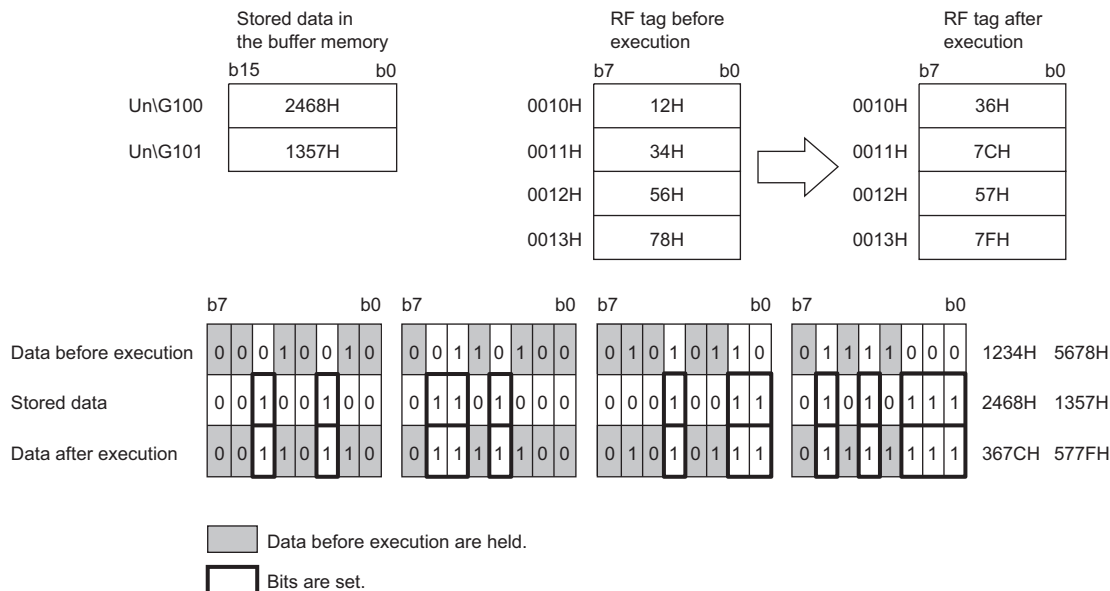 Stored data in
the buffer memory
b15 b0
Un\G100 2468H
Un\G101 1357H
RF tag before
execution
b7 b0
0010H 12H
0011H 34H
0012H 56H
0013H 78H
RF tag after
execution
b7 b0
0010H 36H
0011H 7CH
0012H 57H
0013H 7FH
b7 b0 b7 b0 b7 b0 b7 b0
Data before execution 0 0 0 1 0 0 1 0 0 0 1 1 0 1 0 0 0 1 0 1 0 1 1 0 0 1 1 1 1 0 0 0 1234H 5678H
Stored data 0 0 1 0 0 1 0 0 0 1 1 0 1 0 0 0 0 0 0 1 0 0 1 1 0 1 0 1 0 1 1 1 2468H 1357H
Data after execution 0 0 1 1 0 1 1 0 0 1 1 1 1 1 0 0 0 1 0 1 0 1 1 1 0 1 1 1 1 1 1 1 367CH 577FH
Data before execution are held.
Bits are set.